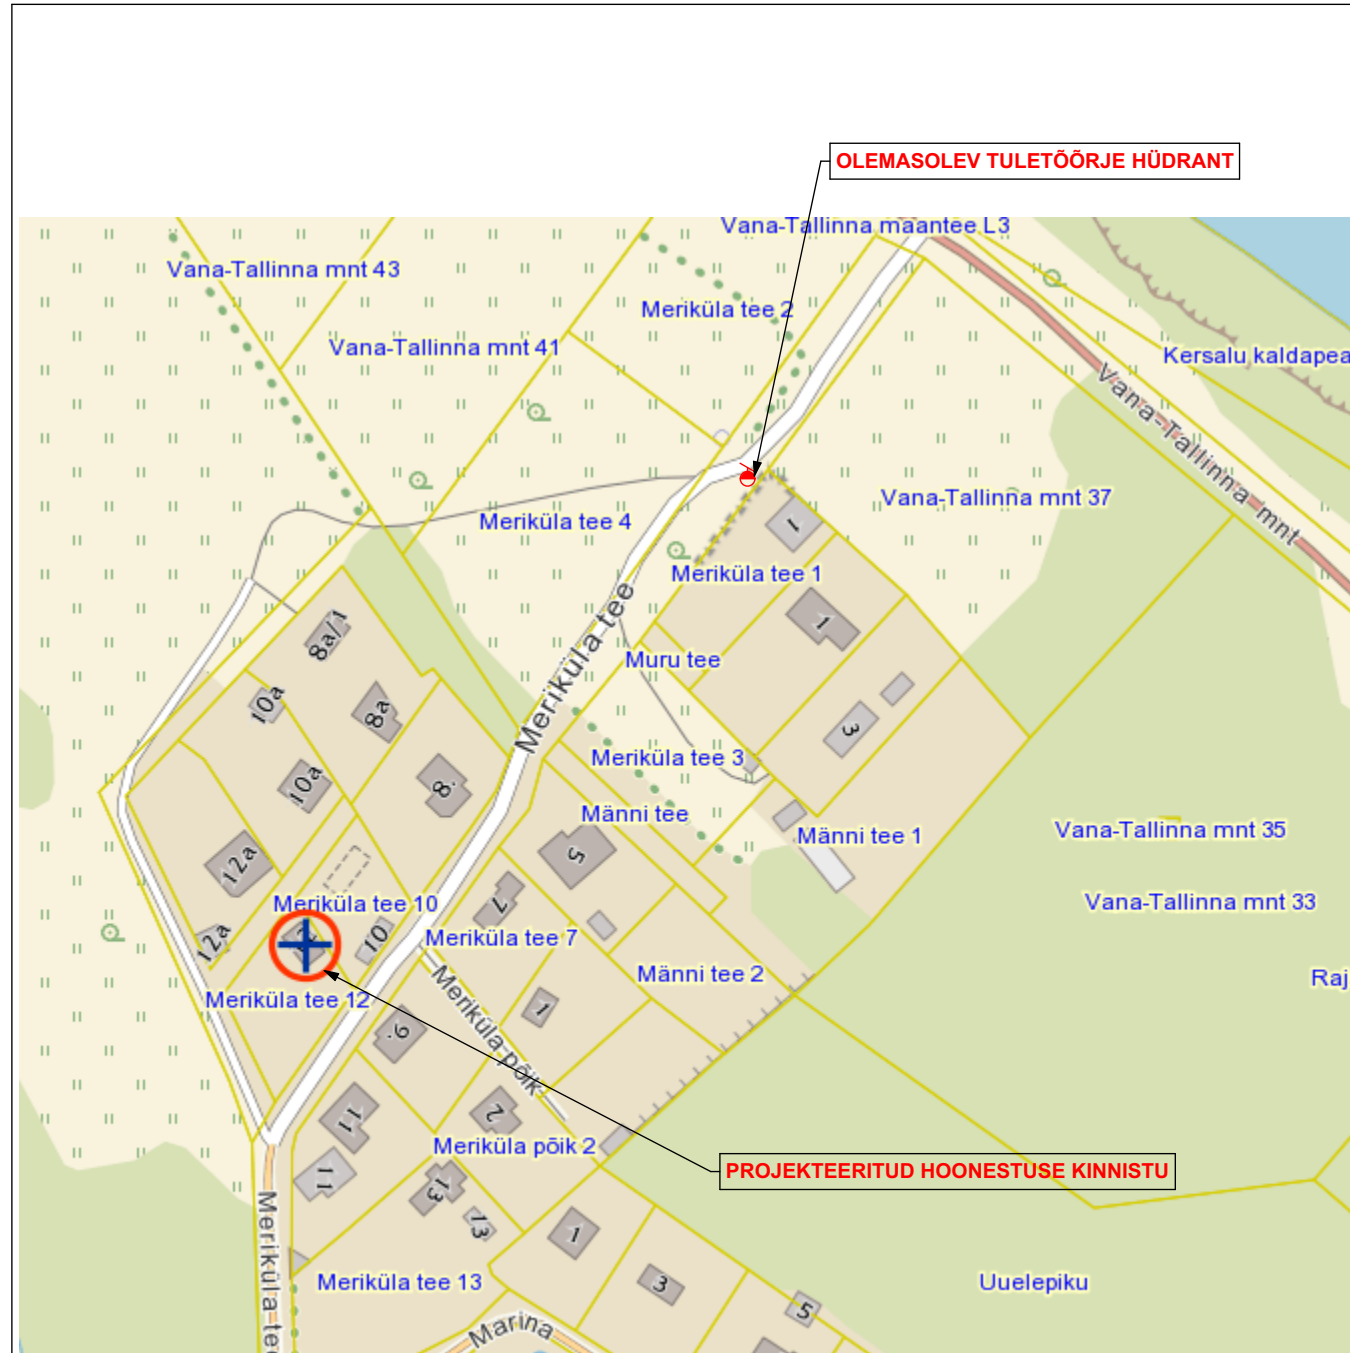 OLEMASOLEV TULETÕÕRJE HÜDRANT
Vana-Tallinna maantee L3
Vana-Tallinna mnt 43
Meriküla tee 2
Vana-Tallinna mnt 41
Kersalu kaldapea
Vana-Tallinna mnt
Vana-Tallinna mnt 37
Meriküla tee 4
1
Meriküla tee 1
8a/1
1
Meriküla tee
Muru tee
10a
8a
3
Meriküla tee 3
10a
8.
Männi tee
Männi tee 1
Vana-Tallinna mnt 35
5
12a
Meriküla tee 10
7
Vana-Tallinna mnt 33
12a
10
Meriküla tee 7
Männi tee 2
Raj
Meriküla tee 12
Meriküla põik
1
9.
11
2
Meriküla põik 2
PROJEKTEERITUD HOONESTUSE KINNISTU
11
13
13
1
Meriküla tee
Meriküla tee 13
3
Uuelepiku
5
Marina